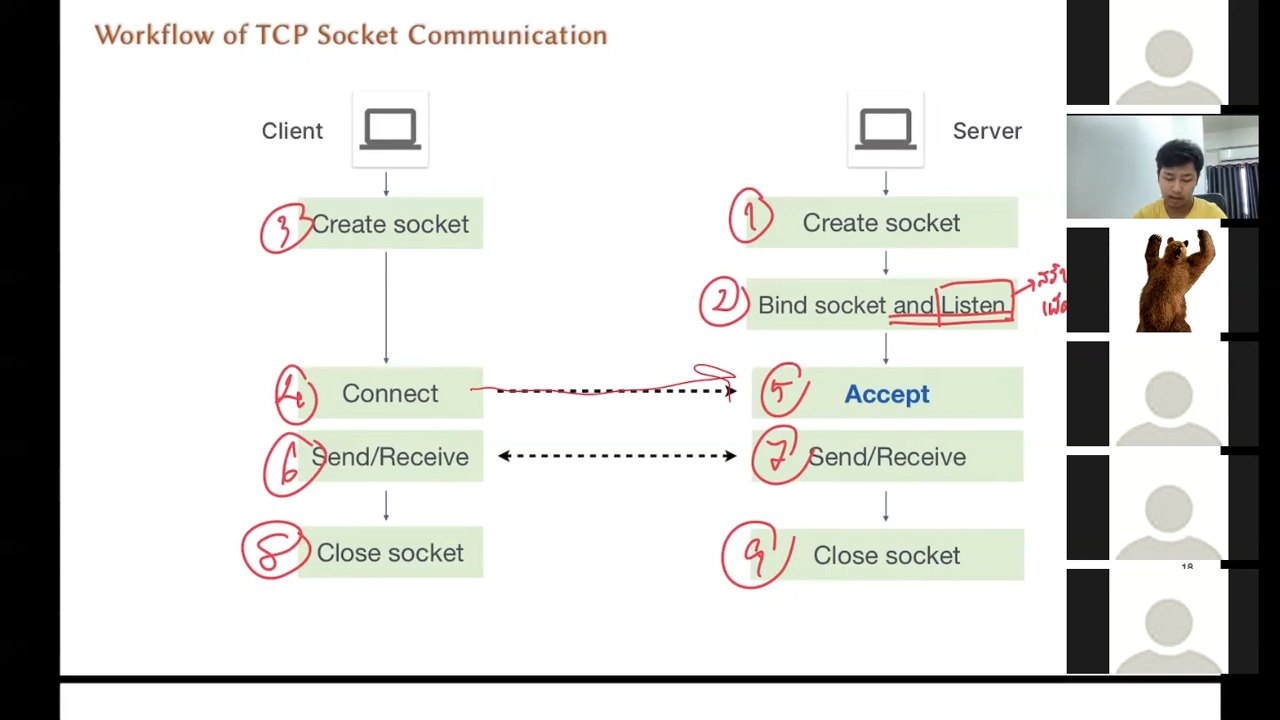 Workflow of TCP Socket Communication
Client
Server
3 Create socket
1 Create socket
2 Bind socket and Listen
Connect
5 Accept
6 Send/Receive
7 Send/Receive
8 Close socket
9 Close socket
18